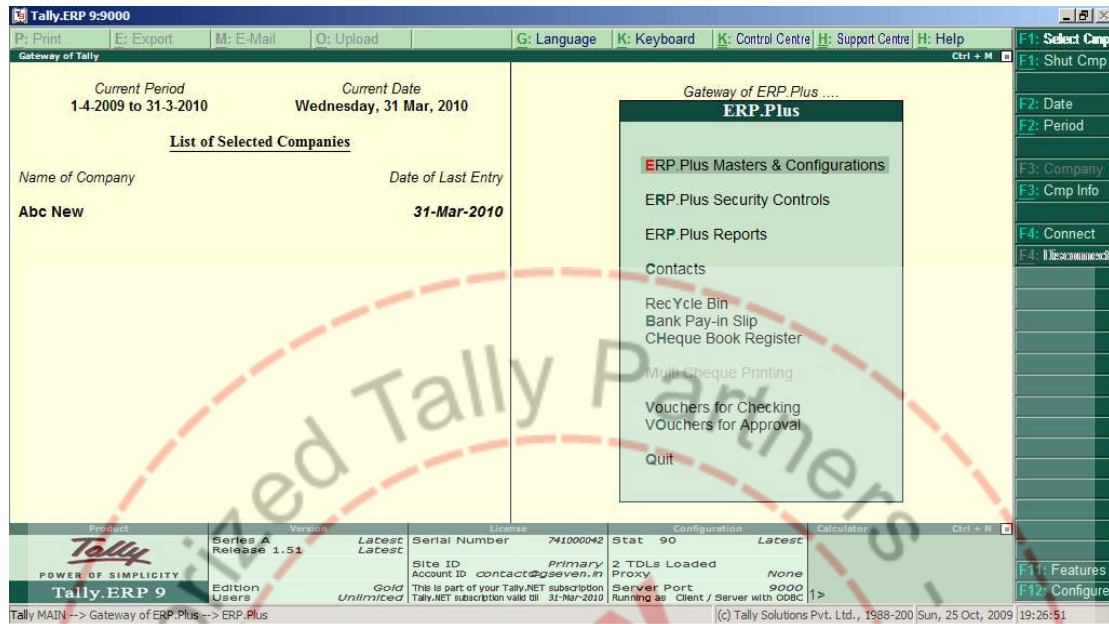 Tally.ERP 9:9000
P: Print E: Export M: E-Mail O: Upload G: Language K: Keyboard K: Control Centre H: Support Centre H: Help
Gateway of Tally Ctrl + M
Current Period Current Date
1-4-2009 to 31-3-2010 Wednesday, 31 Mar, 2010
List of Selected Companies
Name of Company Date of Last Entry
Abc New 31-Mar-2010
Gateway of ERP.Plus ....
ERP.Plus
ERP.Plus Masters & Configurations
ERP.Plus Security Controls
ERP.Plus Reports
Contacts
RecYcle Bin
Bank Pay-in Slip
CHeque Book Register
Multi Cheque Printing
Vouchers for Checking
VOuchers for Approval
Quit
F1: Select Cmp
F1: Shut Cmp
F2: Date
F2: Period
F3: Company
F3: Cmp Info
F4: Connect
F4: Disconnect
F11: Features
F12: Configure
rized Tally Partners
Product Version License Configuration Calculator Ctrl + N
Tally
POWER OF SIMPLICITY
Tally.ERP 9
Series A Latest
Release 1.51 Latest
Edition Gold
Users Unlimited
Serial Number 741000042
Site ID Primary
Account ID contact@gseven.in
This is part of your Tally.NET subscription
Tally.NET subscription valid till 31-Mar-2010
Stat 90 Latest
2 TDLs Loaded
Proxy None
Server Port 9000
Running as Client / Server with ODBC
1>
Tally MAIN --> Gateway of ERP.Plus --> ERP.Plus (c) Tally Solutions Pvt. Ltd., 1988-200 Sun, 25 Oct, 2009 19:26:51